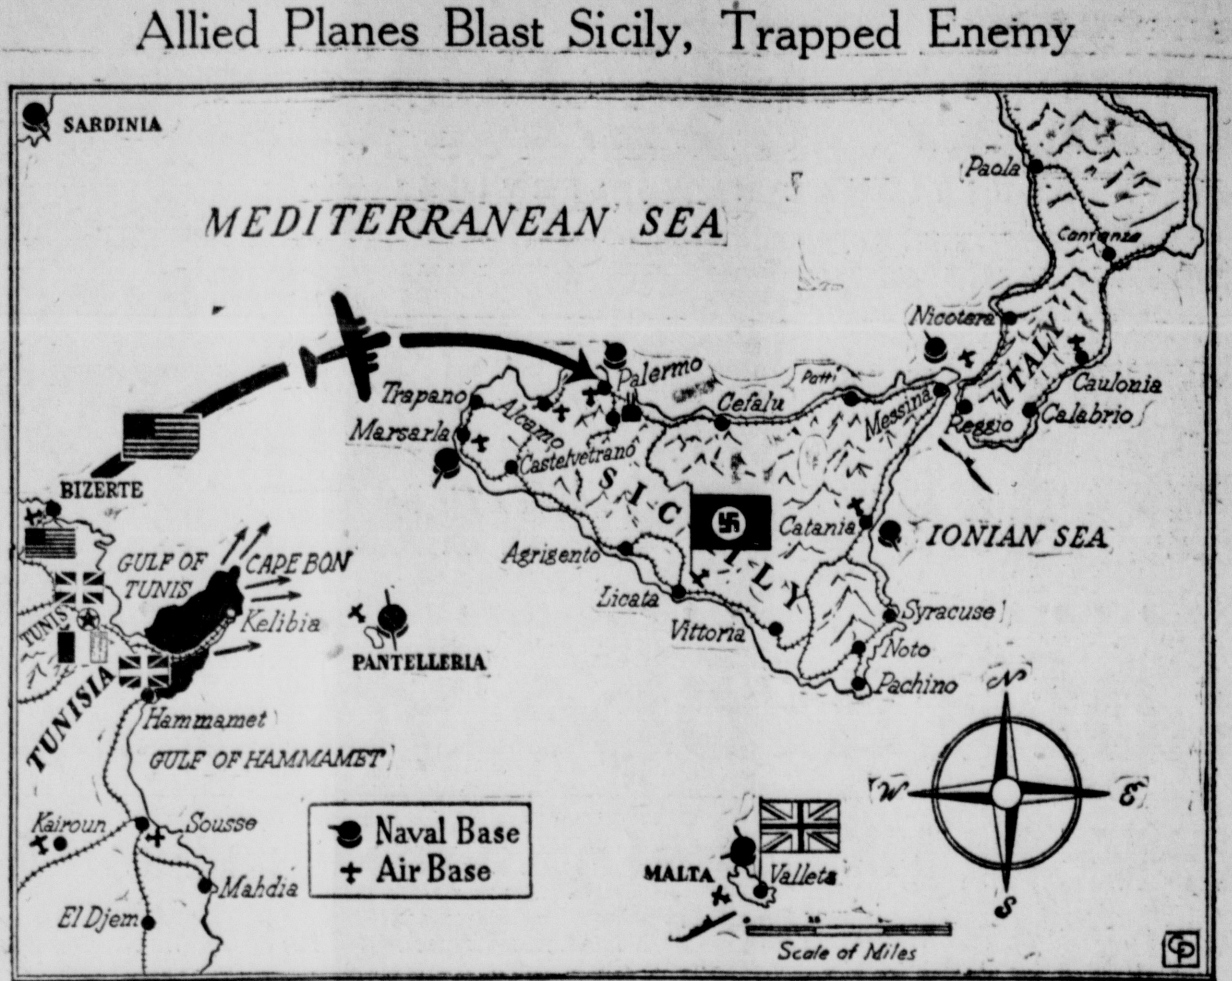 Allied Planes Blast Sicily, Trapped Enemy
SARDINIA
MEDITERRANEAN SEA
Paola
Nicotera
ITALY
Caulonia
Calabrio
Reggio
Messina
Patti
Cefalu
Palermo
Trapano
Alcamo
Marsarla
Castelvetrano
SICILY
Catania
IONIAN SEA
Agrigento
Licata
Vittoria
Syracuse
Noto
Pachino
BIZERTE
GULF OF
TUNIS
CAPE BON
TUNIS
Kelibia
PANTELLERIA
TUNISIA
Hammamet
GULF OF HAMMAMET
Kairoun
Sousse
Mahdia
El Djem
Naval Base
Air Base
MALTA
Valleta
Scale of Miles
N
W
E
S
CP